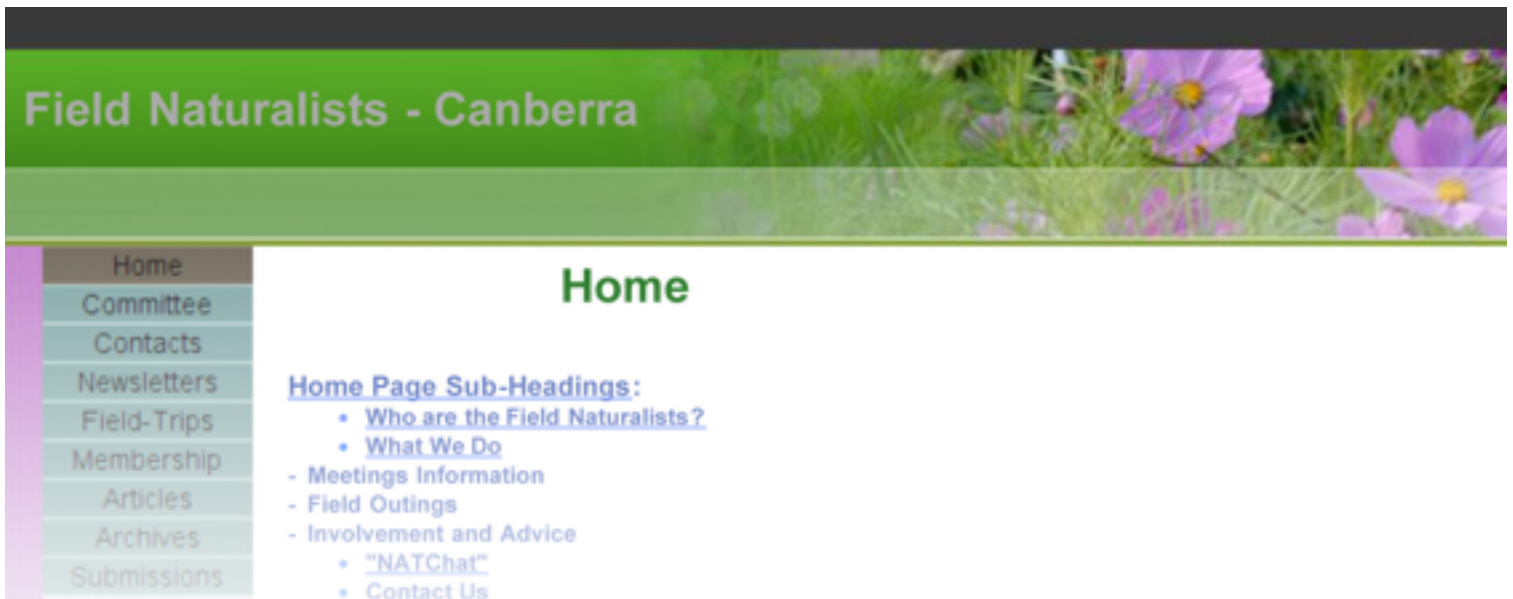 Field Naturalists - Canberra
Home
Committee
Contacts
Newsletters
Field-Trips
Membership
Articles
Archives
Submissions
Home
Home Page Sub-Headings:
• Who are the Field Naturalists?
• What We Do
- Meetings Information
- Field Outings
- Involvement and Advice
• "NATChat"
• Contact Us